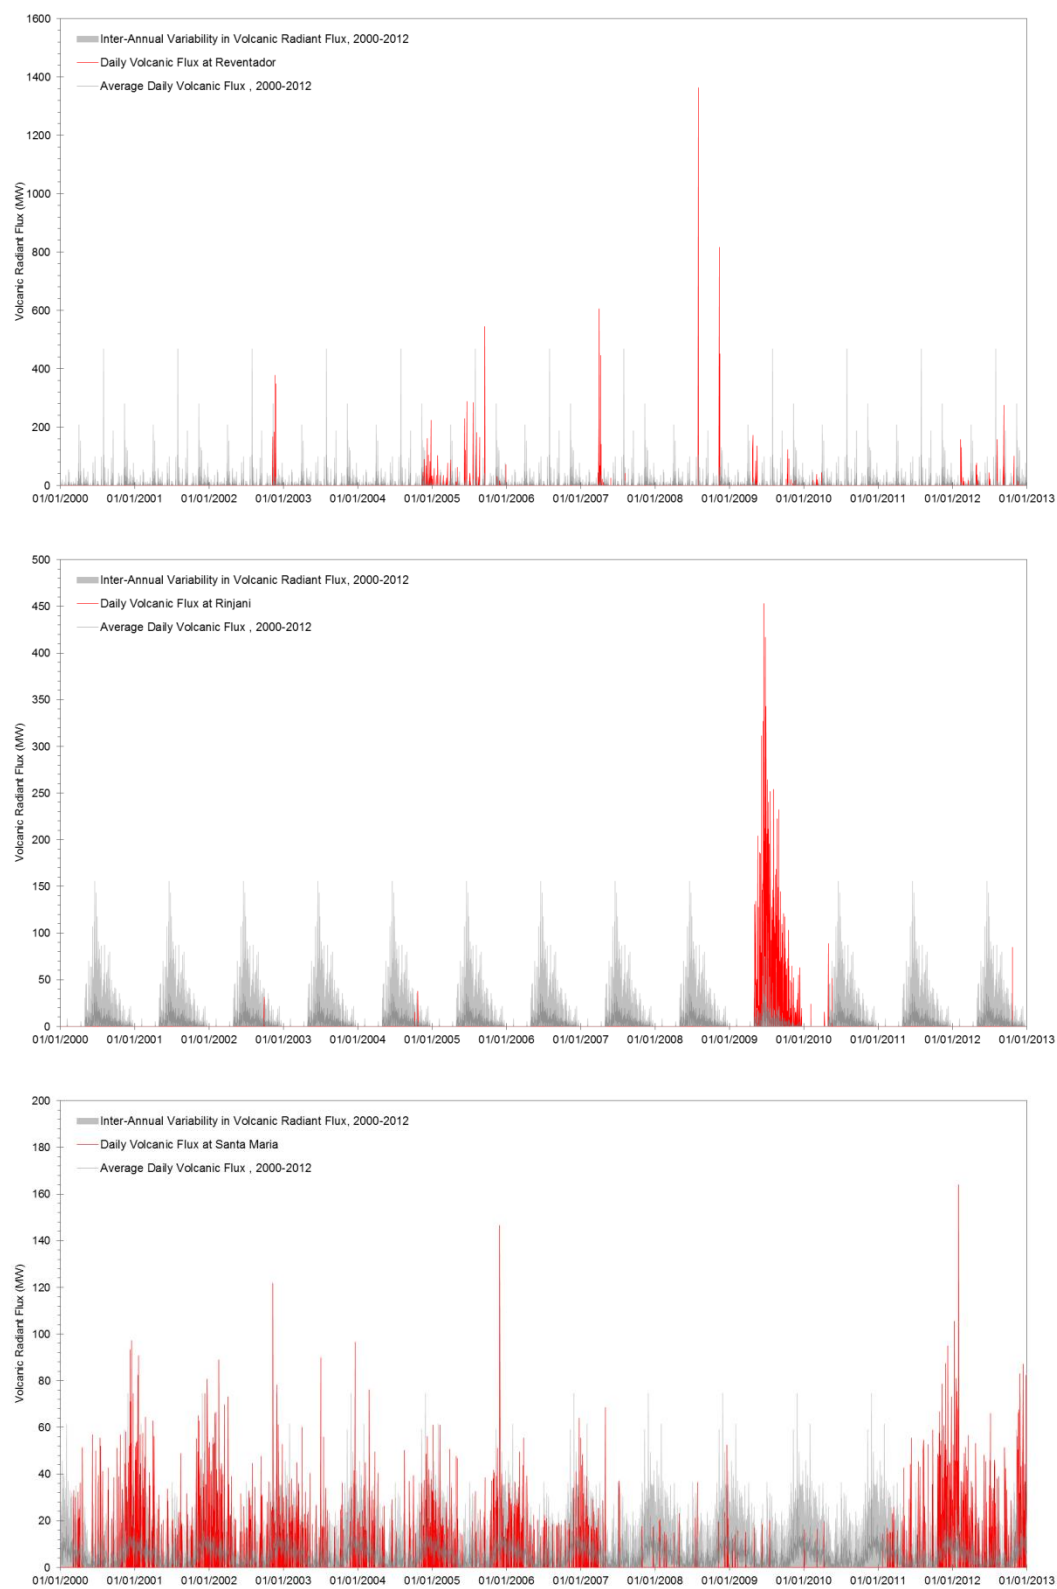 1600
Inter-Annual Variability in Volcanic Radiant Flux, 2000-2012
1400
Daily Volcanic Flux at Reventador
Average Daily Volcanic Flux , 2000-2012
1200
1000
800
600
400
200
0
Volcanic Radiant Flux (MW)
01/01/2000 01/01/2001 01/01/2002 01/01/2003 01/01/2004 01/01/2005 01/01/2006 01/01/2007 01/01/2008 01/01/2009 01/01/2010 01/01/2011 01/01/2012 01/01/2013
500
Inter-Annual Variability in Volcanic Radiant Flux, 2000-2012
450
Daily Volcanic Flux at Rinjani
Average Daily Volcanic Flux , 2000-2012
400
350
300
250
200
150
100
50
0
Volcanic Radiant Flux (MW)
01/01/2000 01/01/2001 01/01/2002 01/01/2003 01/01/2004 01/01/2005 01/01/2006 01/01/2007 01/01/2008 01/01/2009 01/01/2010 01/01/2011 01/01/2012 01/01/2013
200
Inter-Annual Variability in Volcanic Radiant Flux, 2000-2012
180
Daily Volcanic Flux at Santa Maria
Average Daily Volcanic Flux , 2000-2012
160
140
120
100
80
60
40
20
0
Volcanic Radiant Flux (MW)
01/01/2000 01/01/2001 01/01/2002 01/01/2003 01/01/2004 01/01/2005 01/01/2006 01/01/2007 01/01/2008 01/01/2009 01/01/2010 01/01/2011 01/01/2012 01/01/2013